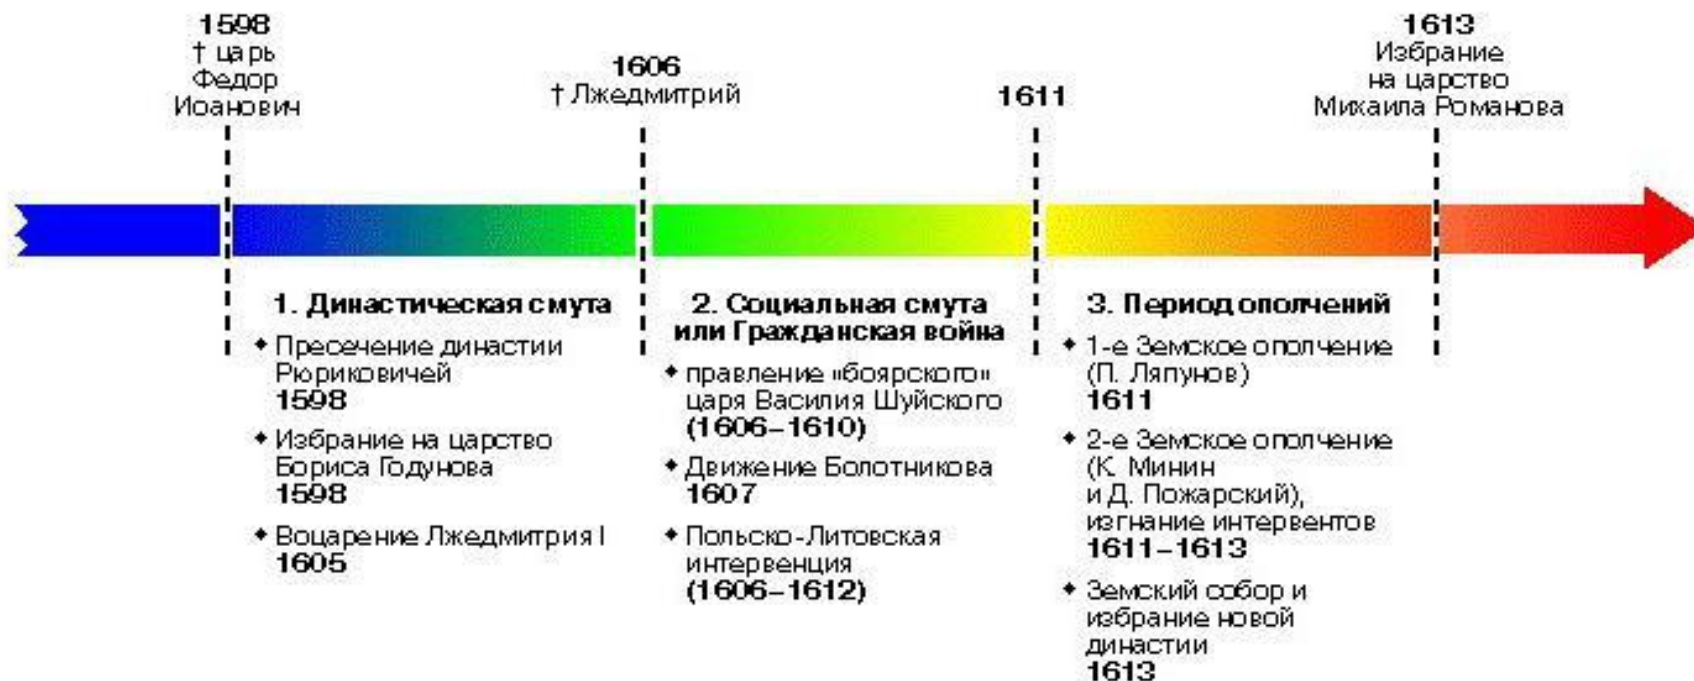 1598
† царь
Федор
Иоанович
1606
† Лжедмитрий
1611
1613
Избрание
на царство
Михаила Романова
1. Династическая смута
◆ Пресечение династии
Рюриковичей
1598
◆ Избрание на царство
Бориса Годунова
1598
◆ Воцарение Лжедмитрия I
1605
2. Социальная смута
или Гражданская война
◆ правление «боярского»
царя Василия Шуйского
(1606–1610)
◆ Движение Болотникова
1607
◆ Польско-Литовская
интервенция
(1606–1612)
3. Период ополчений
◆ 1-е Земское ополчение
(П. Ляпунов)
1611
◆ 2-е Земское ополчение
(К. Минин
и Д. Пожарский),
изгнание интервентов
1611–1613
◆ Земский собор и
избрание новой
династии
1613